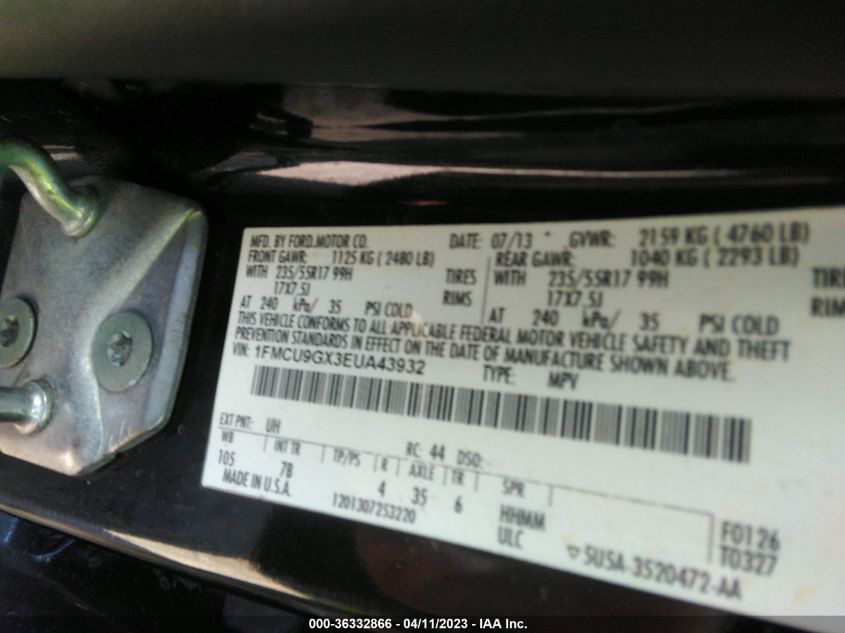 MFD. BY FORD MOTOR CO. DATE: 07/13 * GVWR: 2159 KG ( 4760 LB)
FRONT GAWR: 1125 KG ( 2480 LB) REAR GAWR: 1040 KG ( 2293 LB)
WITH 235/55R17 99H TIRES WITH 235/55R17 99H TIRE
17X7.5J RIMS 17X7.5J RIM
AT 240 kPa/ 35 PSI COLD AT 240 kPa/ 35 PSI COLD
THIS VEHICLE CONFORMS TO ALL APPLICABLE FEDERAL MOTOR VEHICLE SAFETY AND THEFT
PREVENTION STANDARDS IN EFFECT ON THE DATE OF MANUFACTURE SHOWN ABOVE.
VIN: 1FMCU9GX3EUA43932 TYPE: MPV
EXT PNT: UH RC: 44 DSO:
WB INT TR TP/PS R AXLE TR SPR
105 7B 4 35 6 HHMM F0126
MADE IN U.S.A. 1201307253220 ULC T0327
5U5A-3520472-AA
000-36332866 - 04/11/2023 - IAA Inc.